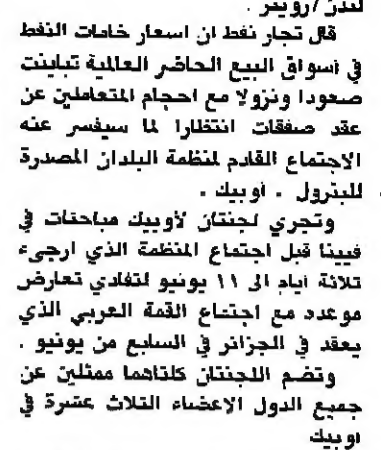 لندن / رويتر .
قال تجار نفط ان اسعار خامات النفط
في اسواق البيع الحاضر العالمية تباينت
صعودا ونزولا مع احجام المتعاملين عن
عقد صفقات انتظارا لما سيفسر عنه
الاجتماع القادم لمنظمة البلدان المصدرة
للبترول . اوبيك .
وتجري لجنتان لأوبيك مباحثات في
فيينا قبل اجتماع المنظمة الذي ارجىء
ثلاثة أيام الى ١١ يونيو لتفادي تعارض
موعده مع اجتماع القمة العربي الذي
يعقد في الجزائر في السابع من يونيو .
وتضم اللجنتان كلتاهما ممثلين عن
جميع الدول الاعضاء الثلاث عشرة في
اوبيك